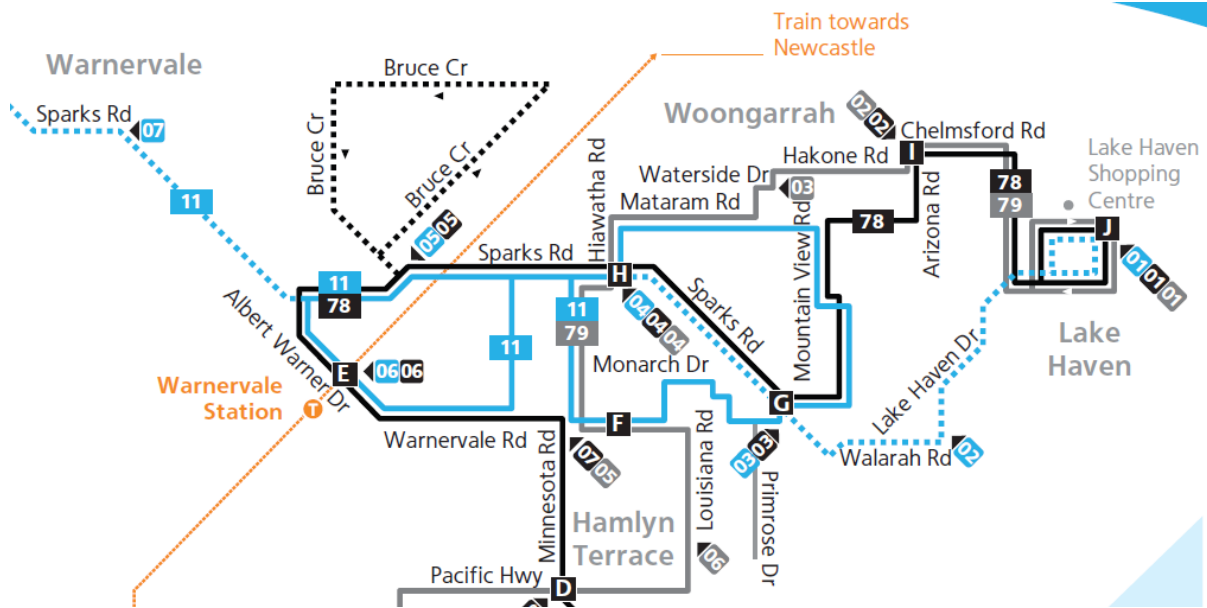 Train towards
Newcastle
Warnervale
Bruce Cr
Sparks Rd
07
Bruce Cr
Bruce Cr
Woongarrah
02
02
Chelmsford Rd
I
Hakone Rd
Waterside Dr
03
Mataram Rd
Hiawatha Rd
Lake Haven
Shopping
Centre
78
79
11
05
05
Mountain View Rd
78
Arizona Rd
J
01
01
01
Sparks Rd
H
11
78
Albert Warner Dr
04
04
04
11
79
Sparks Rd
11
Monarch Dr
Lake
Haven
Lake Haven Dr
E
06
06
Warnervale
Station
T
G
F
Warnervale Rd
Minnesota Rd
07
05
Louisiana Rd
03
03
Primrose Dr
Walarah Rd
02
Hamlyn
Terrace
06
Pacific Hwy
D